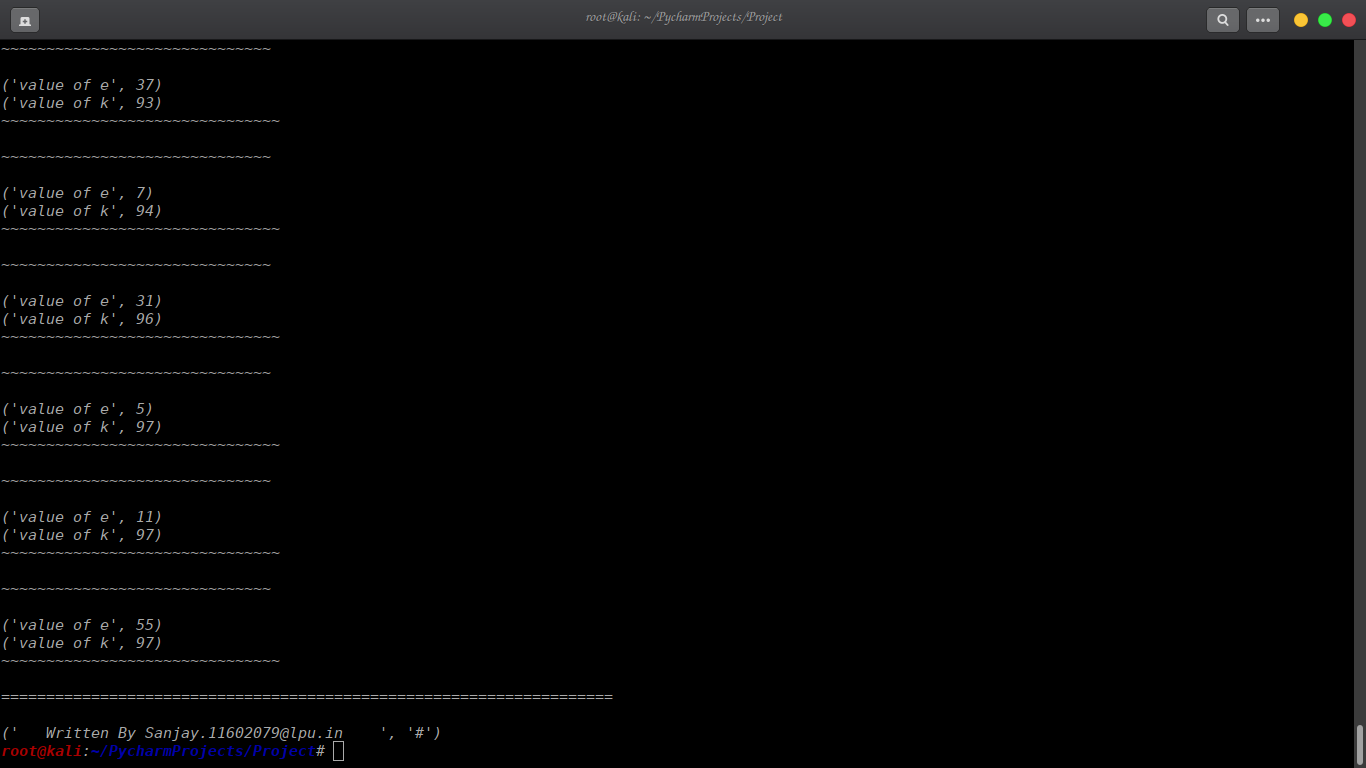 root@kali: ~/PycharmProjects/Project
~~~~~~~~~~~~~~~~~~~~~~~~~~~~~~
('value of e', 37)
('value of k', 93)
~~~~~~~~~~~~~~~~~~~~~~~~~~~~~~~
~~~~~~~~~~~~~~~~~~~~~~~~~~~~~~
('value of e', 7)
('value of k', 94)
~~~~~~~~~~~~~~~~~~~~~~~~~~~~~~~
~~~~~~~~~~~~~~~~~~~~~~~~~~~~~~
('value of e', 31)
('value of k', 96)
~~~~~~~~~~~~~~~~~~~~~~~~~~~~~~~
~~~~~~~~~~~~~~~~~~~~~~~~~~~~~~
('value of e', 5)
('value of k', 97)
~~~~~~~~~~~~~~~~~~~~~~~~~~~~~~~
~~~~~~~~~~~~~~~~~~~~~~~~~~~~~~
('value of e', 11)
('value of k', 97)
~~~~~~~~~~~~~~~~~~~~~~~~~~~~~~~
~~~~~~~~~~~~~~~~~~~~~~~~~~~~~~
('value of e', 55)
('value of k', 97)
~~~~~~~~~~~~~~~~~~~~~~~~~~~~~~~
====================================================================
('   Written By Sanjay.11602079@lpu.in    ', '#')
root@kali:~/PycharmProjects/Project#